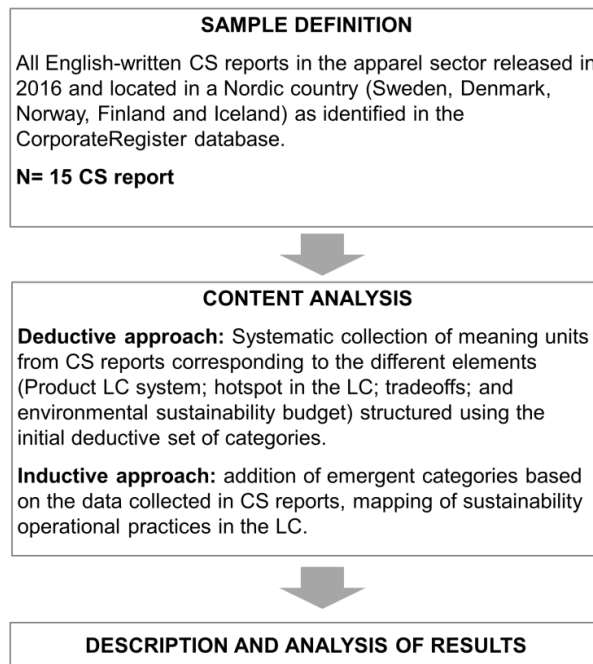 SAMPLE DEFINITION
All English-written CS reports in the apparel sector released in
2016 and located in a Nordic country (Sweden, Denmark,
Norway, Finland and Iceland) as identified in the
CorporateRegister database.
N= 15 CS report
CONTENT ANALYSIS
Deductive approach: Systematic collection of meaning units
from CS reports corresponding to the different elements
(Product LC system; hotspot in the LC; tradeoffs; and
environmental sustainability budget) structured using the
initial deductive set of categories.
Inductive approach: addition of emergent categories based
on the data collected in CS reports, mapping of sustainability
operational practices in the LC.
DESCRIPTION AND ANALYSIS OF RESULTS